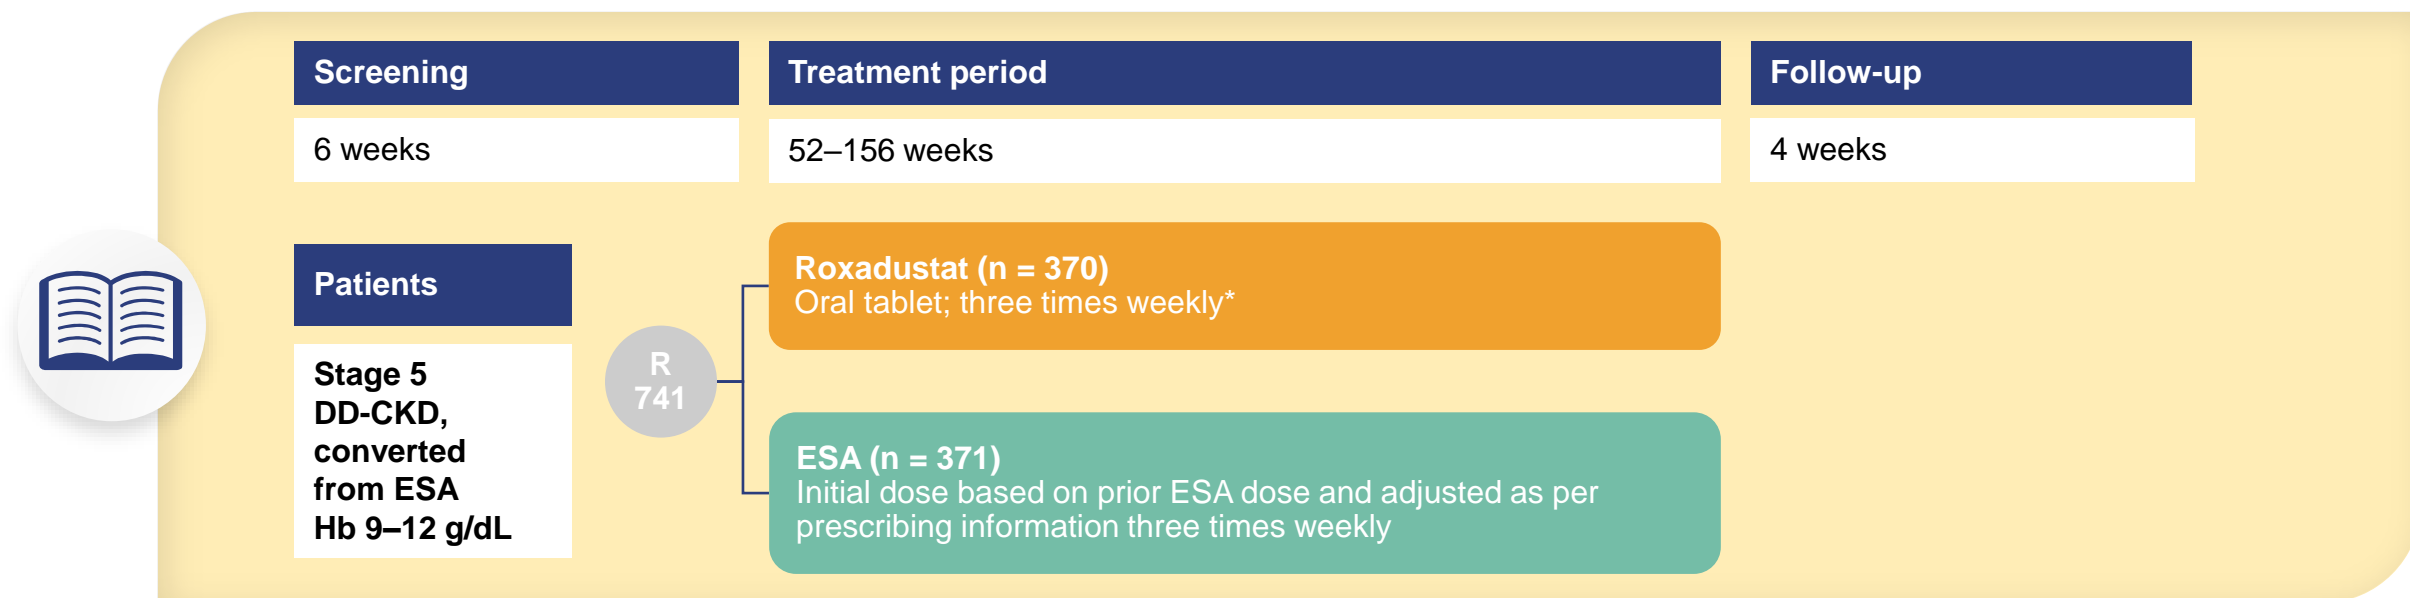 Screening
Treatment period
Follow-up
6 weeks
52–156 weeks
4 weeks
Patients
Stage 5
DD-CKD,
converted
from ESA
Hb 9–12 g/dL
R
741
Roxadustat (n = 370)
Oral tablet; three times weekly*
ESA (n = 371)
Initial dose based on prior ESA dose and adjusted as per
prescribing information three times weekly